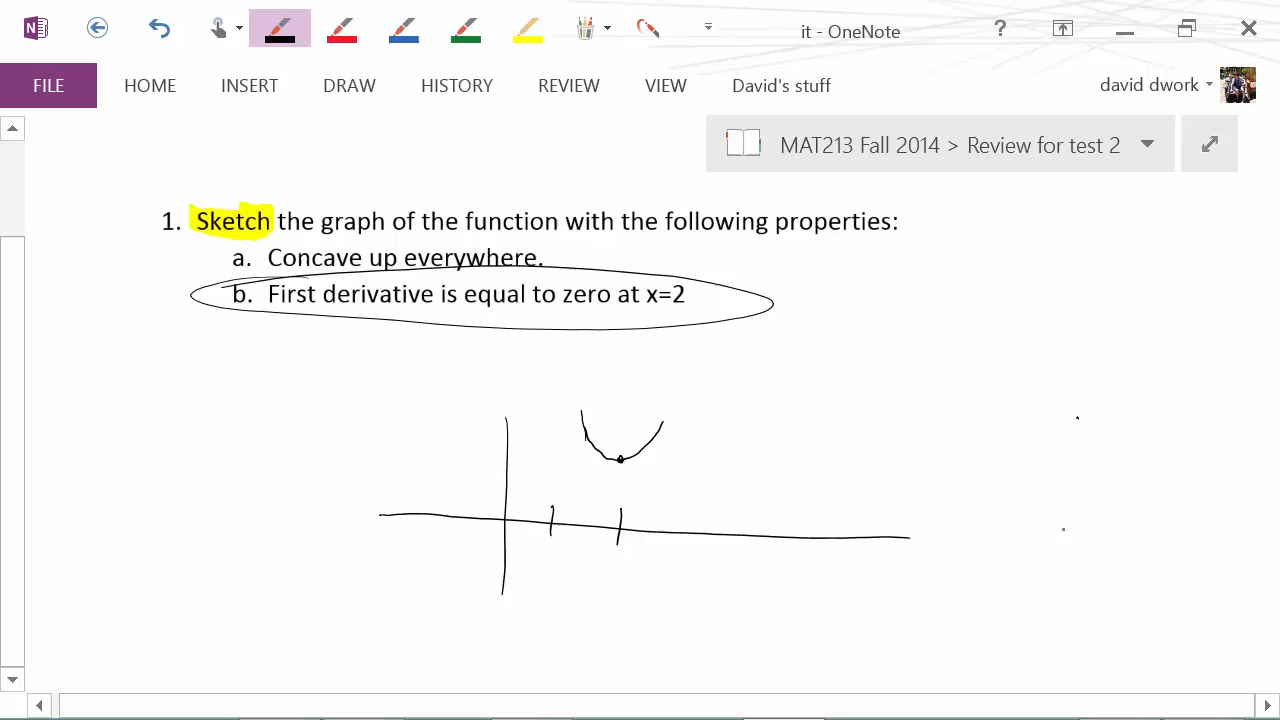 it - OneNote
?
FILE HOME INSERT DRAW HISTORY REVIEW VIEW David's stuff david dwork
MAT213 Fall 2014 > Review for test 2
1. Sketch the graph of the function with the following properties:
a. Concave up everywhere.
b. First derivative is equal to zero at x=2